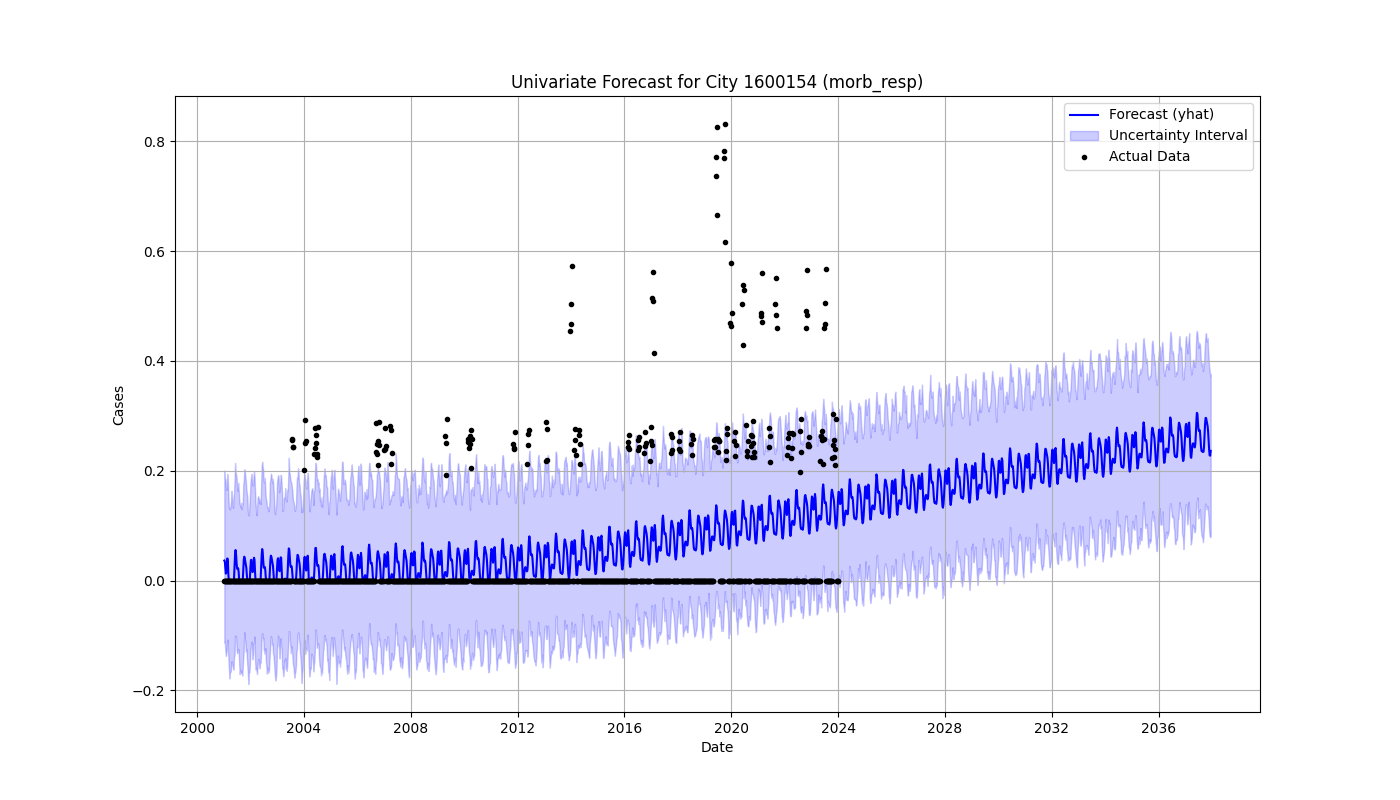 Univariate Forecast for City 1600154 (morb_resp)
Forecast (yhat)
Uncertainty Interval
Actual Data
Cases
0.8
0.6
0.4
0.2
0.0
−0.2
2000 2004 2008 2012 2016 2020 2024 2028 2032 2036
Date